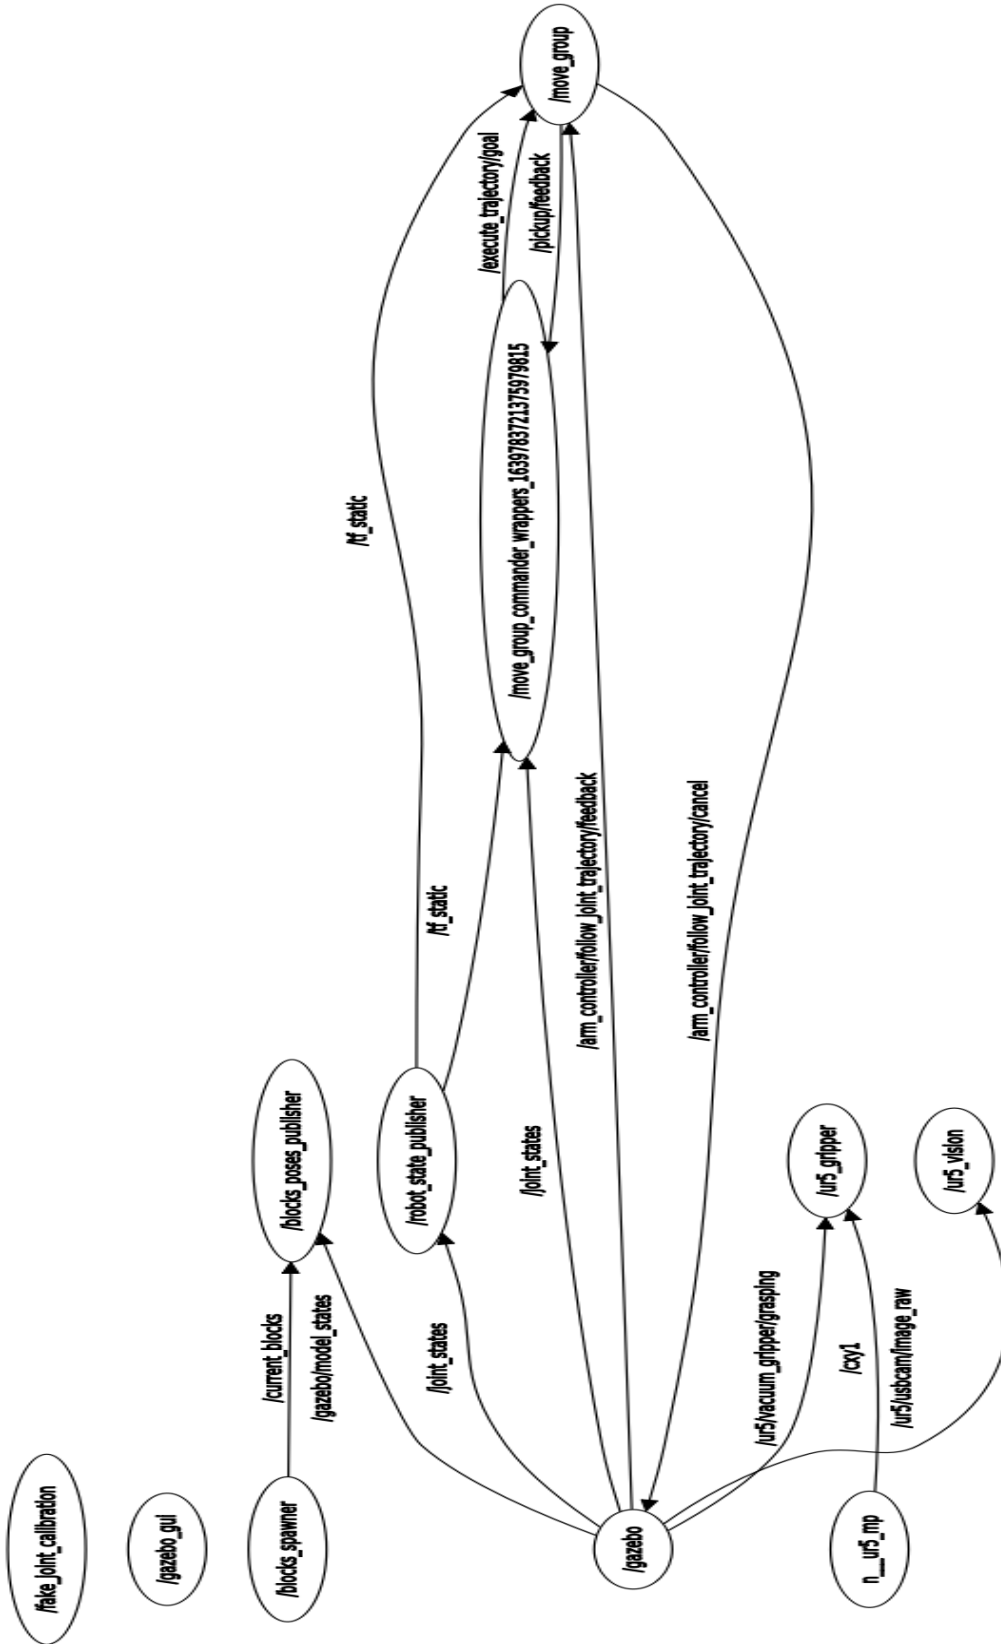 /fake_joint_calibration
/gazebo_gui
/blocks_spawner
/current_blocks
/gazebo/model_states
/blocks_poses_publisher
/tf_static
/robot_state_publisher
/tf_static
/joint_states
/joint_states
/execute_trajectory/goal
/move_group
/pickup/feedback
/move_group_commander_wrappers_1639783721375979815
/arm_controller/follow_joint_trajectory/feedback
/arm_controller/follow_joint_trajectory/cancel
/gazebo
/ur5/vacuum_gripper/grasping
/ur5_gripper
/cxy1
n__ur5_mp
/ur5/usbcam/image_raw
/ur5_vision